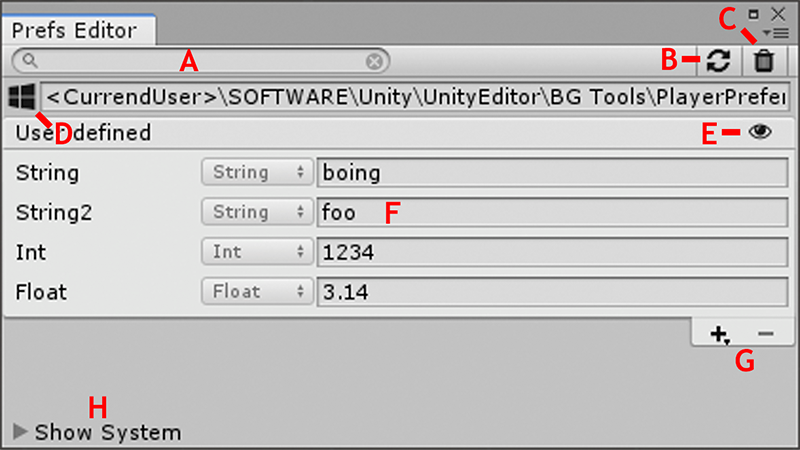 Prefs Editor
C
A
B
<CurrendUser>\SOFTWARE\Unity\UnityEditor\BG Tools\PlayerPrefer
D
User defined
E
String String boing
String2 String foo F
Int Int 1234
Float Float 3.14
+ −
G
H
Show System